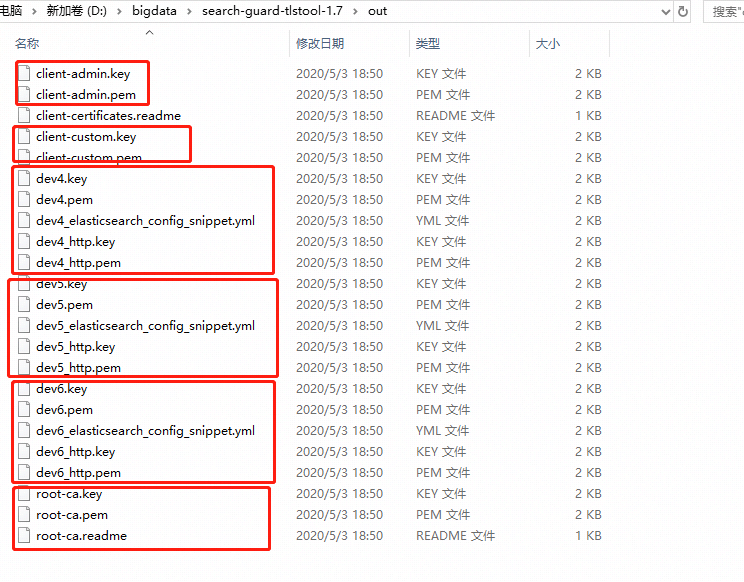 电脑 › 新加卷 (D:) › bigdata › search-guard-tlstool-1.7 › out 搜索"o
名称 修改日期 类型 大小
client-admin.key 2020/5/3 18:50 KEY 文件 2 KB
client-admin.pem 2020/5/3 18:50 PEM 文件 2 KB
client-certificates.readme 2020/5/3 18:50 README 文件 1 KB
client-custom.key 2020/5/3 18:50 KEY 文件 2 KB
client-custom.pem 2020/5/3 18:50 PEM 文件 2 KB
dev4.key 2020/5/3 18:50 KEY 文件 2 KB
dev4.pem 2020/5/3 18:50 PEM 文件 2 KB
dev4_elasticsearch_config_snippet.yml 2020/5/3 18:50 YML 文件 2 KB
dev4_http.key 2020/5/3 18:50 KEY 文件 2 KB
dev4_http.pem 2020/5/3 18:50 PEM 文件 2 KB
dev5.key 2020/5/3 18:50 KEY 文件 2 KB
dev5.pem 2020/5/3 18:50 PEM 文件 2 KB
dev5_elasticsearch_config_snippet.yml 2020/5/3 18:50 YML 文件 2 KB
dev5_http.key 2020/5/3 18:50 KEY 文件 2 KB
dev5_http.pem 2020/5/3 18:50 PEM 文件 2 KB
dev6.key 2020/5/3 18:50 KEY 文件 2 KB
dev6.pem 2020/5/3 18:50 PEM 文件 2 KB
dev6_elasticsearch_config_snippet.yml 2020/5/3 18:50 YML 文件 2 KB
dev6_http.key 2020/5/3 18:50 KEY 文件 2 KB
dev6_http.pem 2020/5/3 18:50 PEM 文件 2 KB
root-ca.key 2020/5/3 18:50 KEY 文件 2 KB
root-ca.pem 2020/5/3 18:50 PEM 文件 2 KB
root-ca.readme 2020/5/3 18:50 README 文件 1 KB